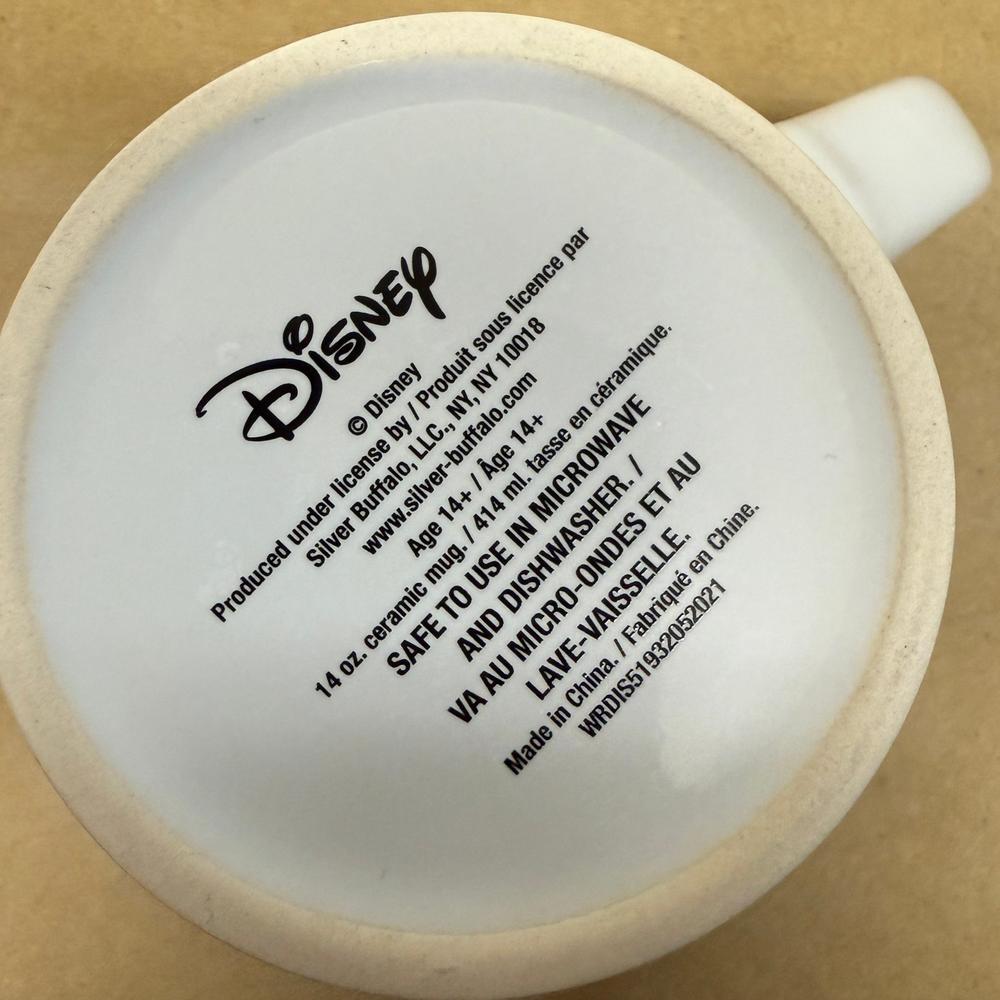 Disney
© Disney
Produced under license by / Produit sous licence par
Silver Buffalo, LLC., NY, NY 10018
www.silver-buffalo.com
Age 14+ / Âge 14+
14 oz. ceramic mug. / 414 ml. tasse en céramique.
SAFE TO USE IN MICROWAVE
AND DISHWASHER. /
VA AU MICRO-ONDES ET AU
LAVE-VAISSELLE.
Made in China. / Fabriqué en Chine.
WRDIS51932052021